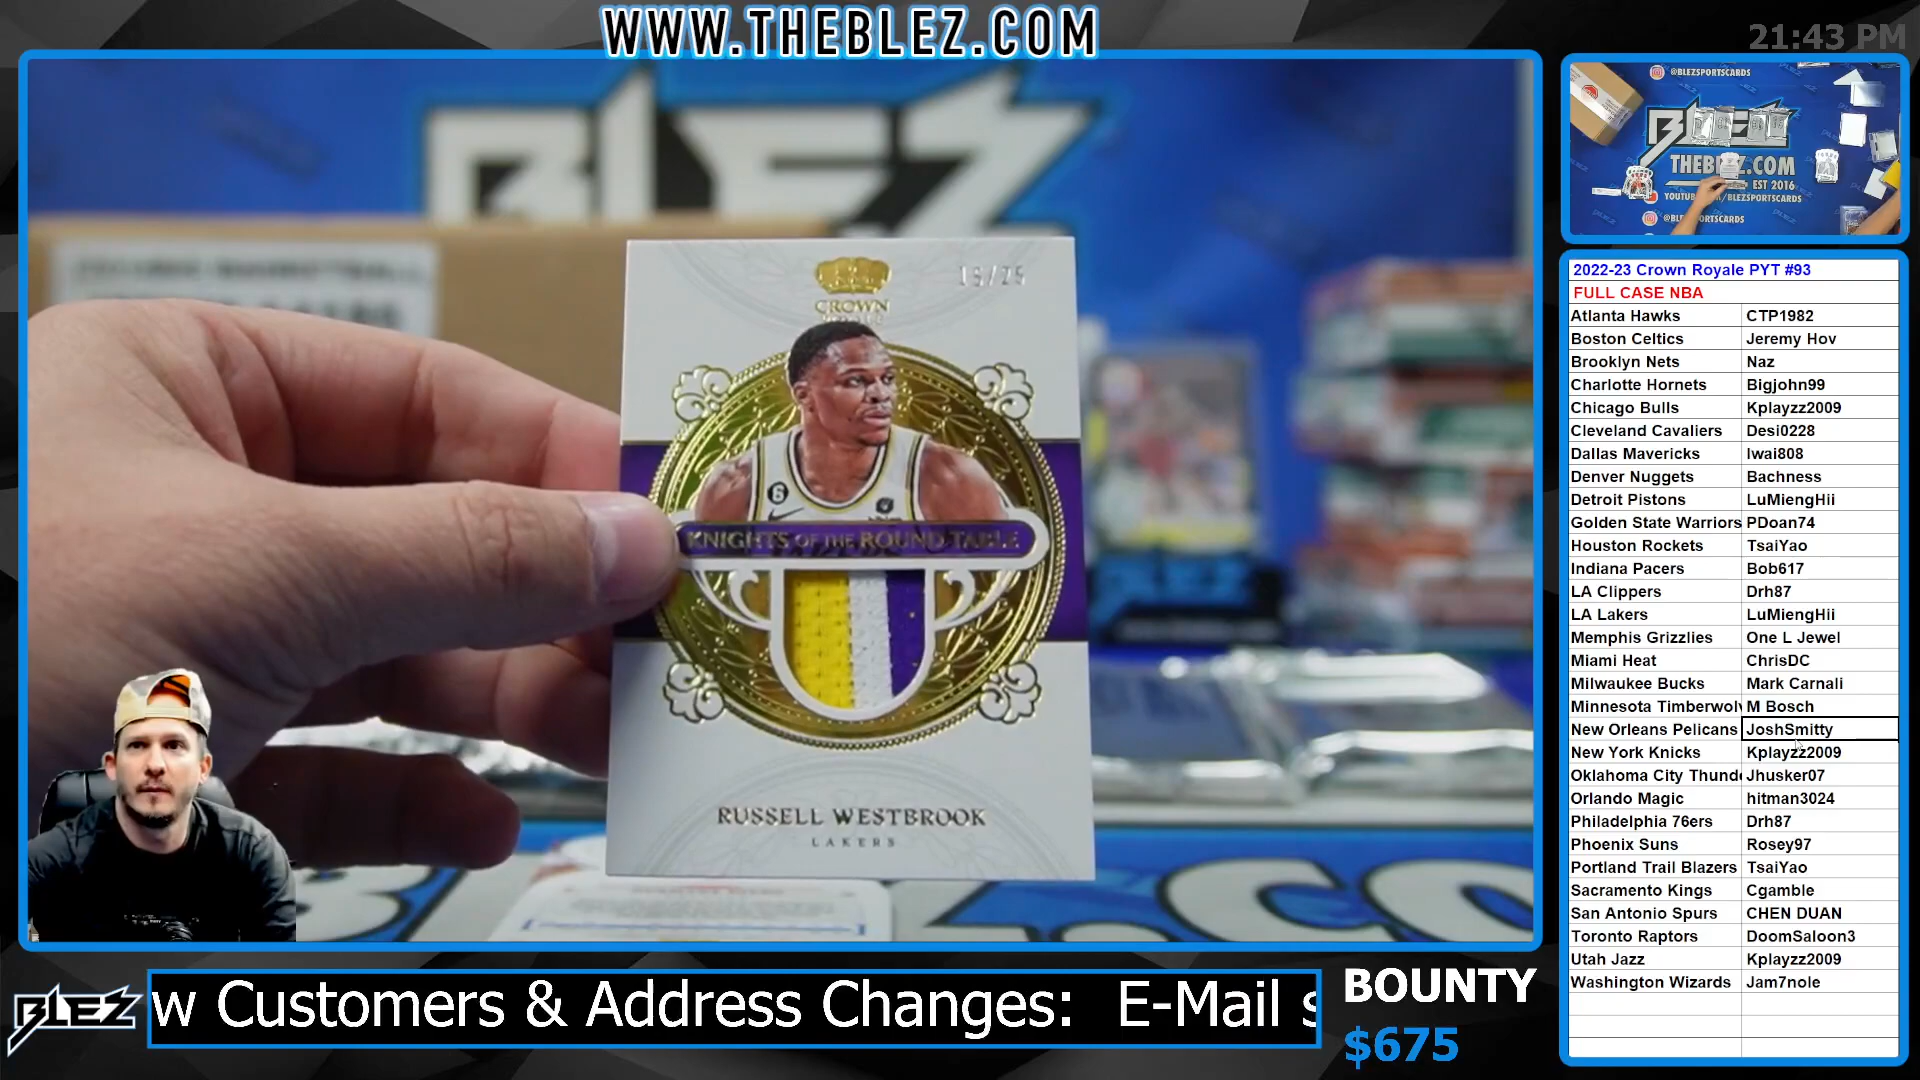 WWW.THEBLEZ.COM
21:43 PM
BLEZ
CROWN
KNIGHTS OF THE ROUND TABLE
RUSSELL WESTBROOK
LAKERS
6
@BLEZSPORTSCARDS
BLEZ
THEBLEZ.COM
EST 2016
2022-23 Crown Royale PYT #93
FULL CASE NBA
Atlanta Hawks CTP1982
Boston Celtics Jeremy Hov
Brooklyn Nets Naz
Charlotte Hornets Bigjohn99
Chicago Bulls Kplayzz2009
Cleveland Cavaliers Desi0228
Dallas Mavericks Iwai808
Denver Nuggets Bachness
Detroit Pistons LuMiengHii
Golden State Warriors PDoan74
Houston Rockets TsaiYao
Indiana Pacers Bob617
LA Clippers Drh87
LA Lakers LuMiengHii
Memphis Grizzlies One L Jewel
Miami Heat ChrisDC
Milwaukee Bucks Mark Carnali
Minnesota Timberwolv M Bosch
New Orleans Pelicans JoshSmitty
New York Knicks Kplayzz2009
Oklahoma City Thund Jhusker07
Orlando Magic hitman3024
Philadelphia 76ers Drh87
Phoenix Suns Rosey97
Portland Trail Blazers TsaiYao
Sacramento Kings Cgamble
San Antonio Spurs CHEN DUAN
Toronto Raptors DoomSaloon3
Utah Jazz Kplayzz2009
Washington Wizards Jam7nole
BLEZ
w Customers & Address Changes: E-Mail s
BOUNTY
$675